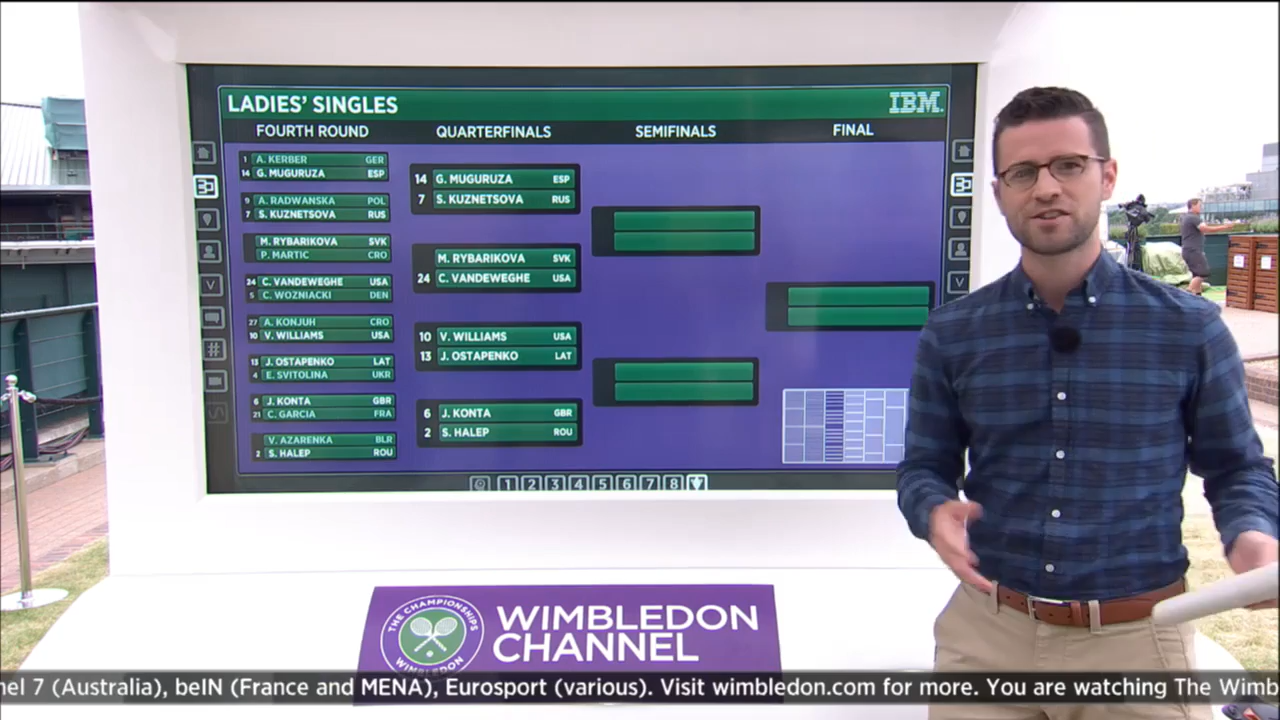 LADIES' SINGLES
IBM.
FOURTH ROUND
QUARTERFINALS
SEMIFINALS
FINAL
1 A. KERBER GER
14 G. MUGURUZA ESP
9 A. RADWANSKA POL
7 S. KUZNETSOVA RUS
M. RYBARIKOVA SVK
P. MARTIC CRO
24 C. VANDEWEGHE USA
5 C. WOZNIACKI DEN
27 A. KONJUH CRO
10 V. WILLIAMS USA
13 J. OSTAPENKO LAT
4 E. SVITOLINA UKR
6 J. KONTA GBR
21 C. GARCIA FRA
V. AZARENKA BLR
2 S. HALEP ROU
14 G. MUGURUZA ESP
7 S. KUZNETSOVA RUS
M. RYBARIKOVA SVK
24 C. VANDEWEGHE USA
10 V. WILLIAMS USA
13 J. OSTAPENKO LAT
6 J. KONTA GBR
2 S. HALEP ROU
V
#
V
1 2 3 4 5 6 7 8
THE CHAMPIONSHIPS
WIMBLEDON
WIMBLEDON
CHANNEL
nel 7 (Australia), beIN (France and MENA), Eurosport (various). Visit wimbledon.com for more. You are watching The Wimb